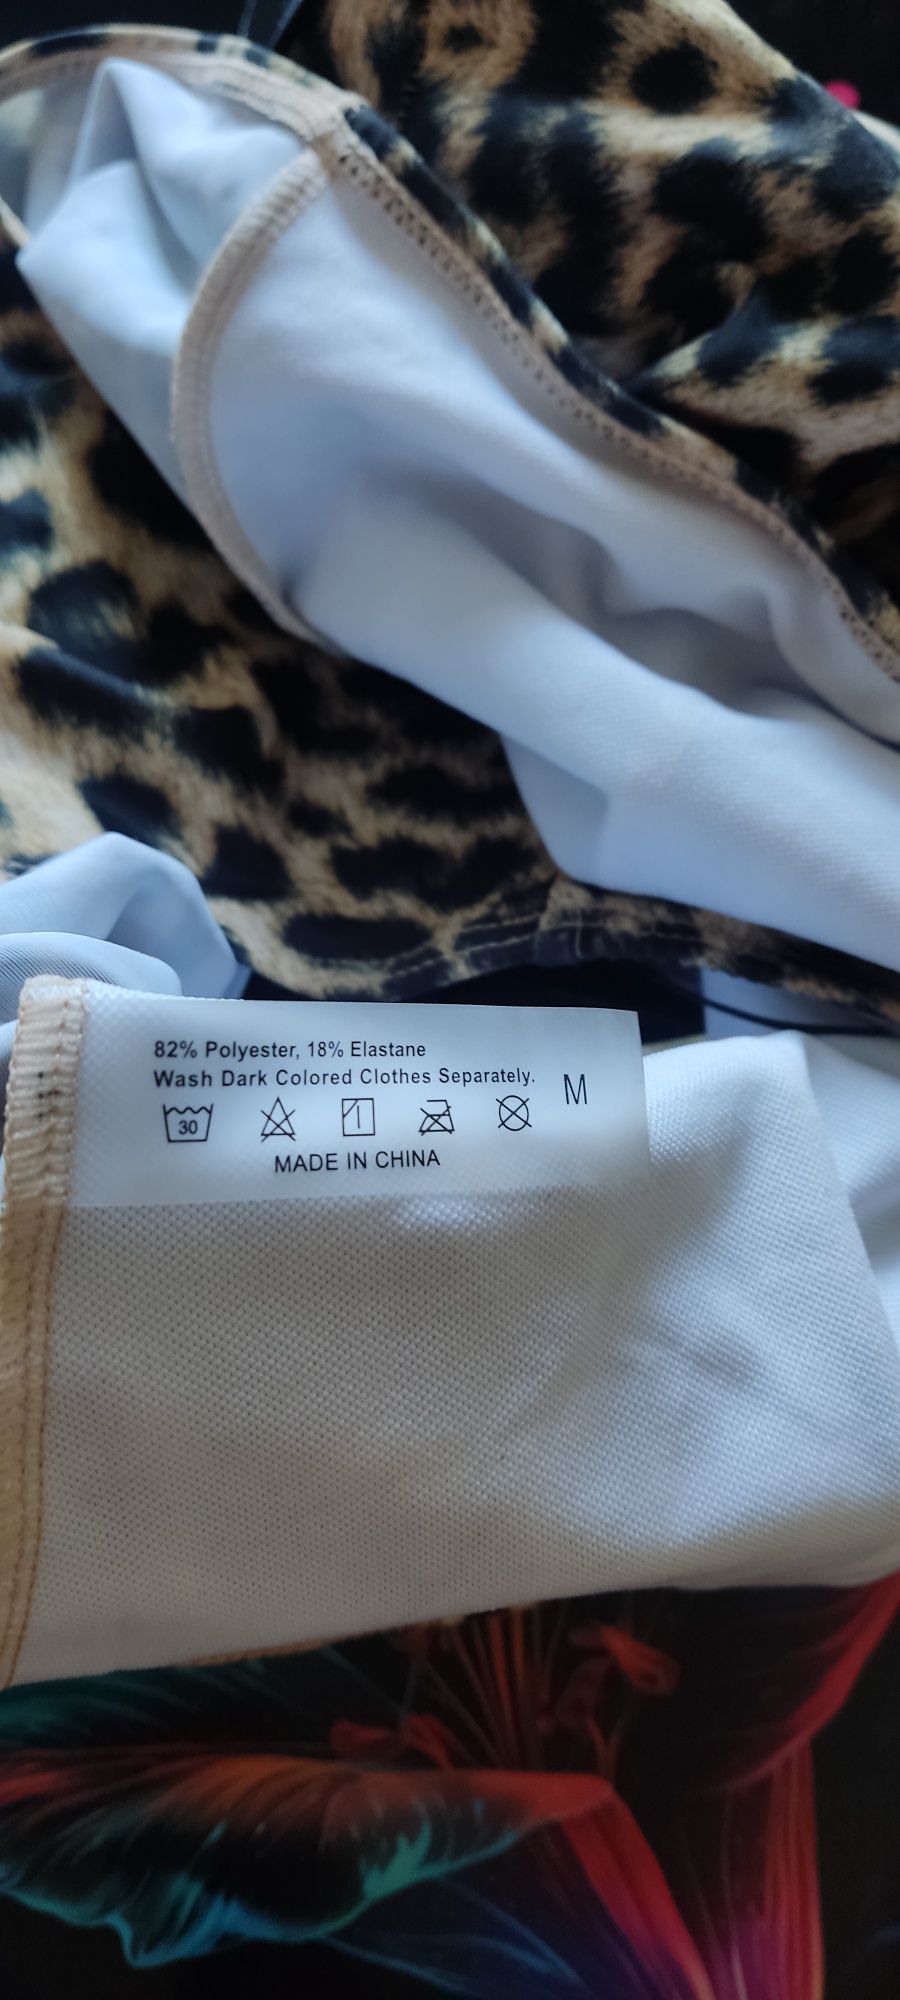 82% Polyester, 18% Elastane
Wash Dark Colored Clothes Separately.
M
30
MADE IN CHINA